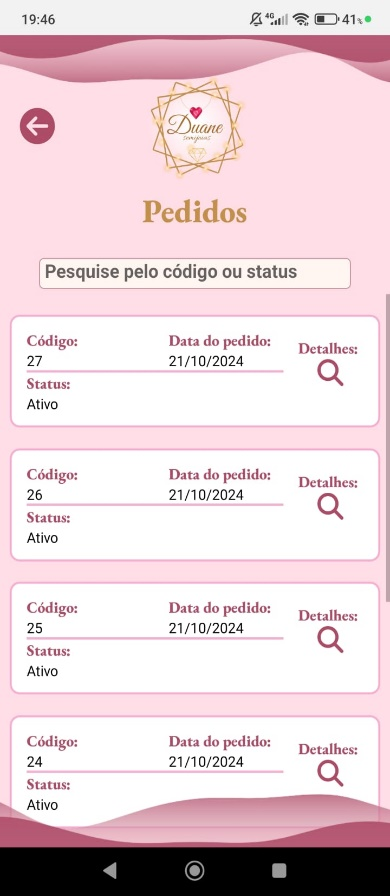 19:46
4G
41%
Duane
semijoias
Pedidos
Pesquise pelo código ou status
Código:
Data do pedido:
Detalhes:
27
21/10/2024
Status:
Ativo
Código:
Data do pedido:
Detalhes:
26
21/10/2024
Status:
Ativo
Código:
Data do pedido:
Detalhes:
25
21/10/2024
Status:
Ativo
Código:
Data do pedido:
Detalhes:
24
21/10/2024
Status:
Ativo